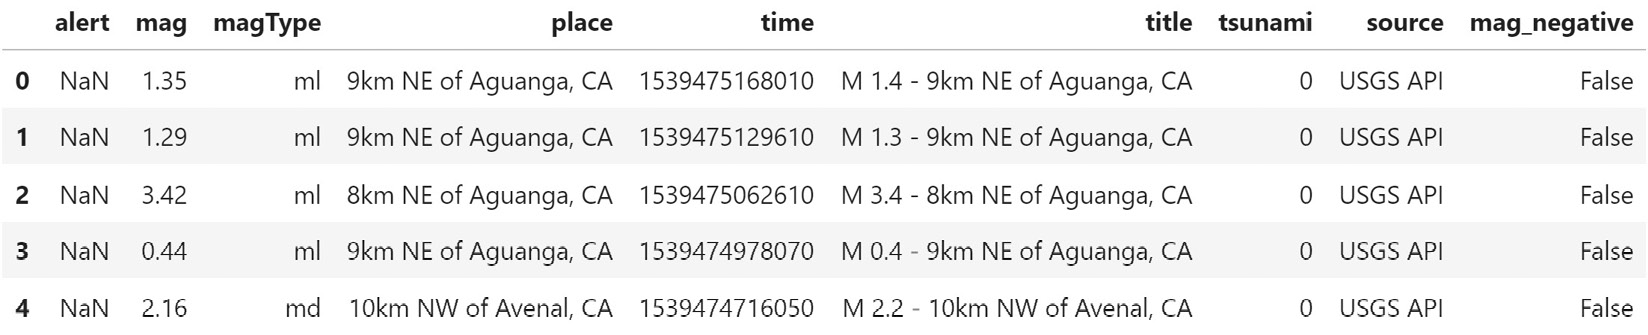 alert mag magType place time title tsunami source mag_negative
0 NaN 1.35 ml 9km NE of Aguanga, CA 1539475168010 M 1.4 - 9km NE of Aguanga, CA 0 USGS API False
1 NaN 1.29 ml 9km NE of Aguanga, CA 1539475129610 M 1.3 - 9km NE of Aguanga, CA 0 USGS API False
2 NaN 3.42 ml 8km NE of Aguanga, CA 1539475062610 M 3.4 - 8km NE of Aguanga, CA 0 USGS API False
3 NaN 0.44 ml 9km NE of Aguanga, CA 1539474978070 M 0.4 - 9km NE of Aguanga, CA 0 USGS API False
4 NaN 2.16 md 10km NW of Avenal, CA 1539474716050 M 2.2 - 10km NW of Avenal, CA 0 USGS API False